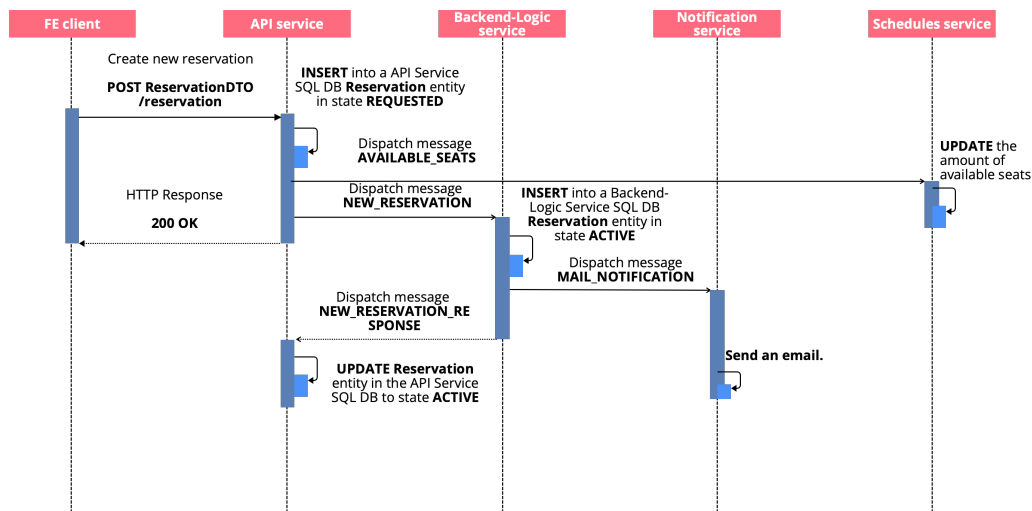 FE client
API service
Backend-Logic
service
Notification
service
Schedules service
Create new reservation
POST ReservationDTO
/reservation
INSERT into a API Service
SQL DB Reservation entity
in state REQUESTED
Dispatch message
AVAILABLE_SEATS
UPDATE the
amount of
available seats
HTTP Response
200 OK
Dispatch message
NEW_RESERVATION
INSERT into a Backend-
Logic Service SQL DB
Reservation entity in
state ACTIVE
Dispatch message
MAIL_NOTIFICATION
Dispatch message
NEW_RESERVATION_RE
SPONSE
Send an email.
UPDATE Reservation
entity in the API Service
SQL DB to state ACTIVE